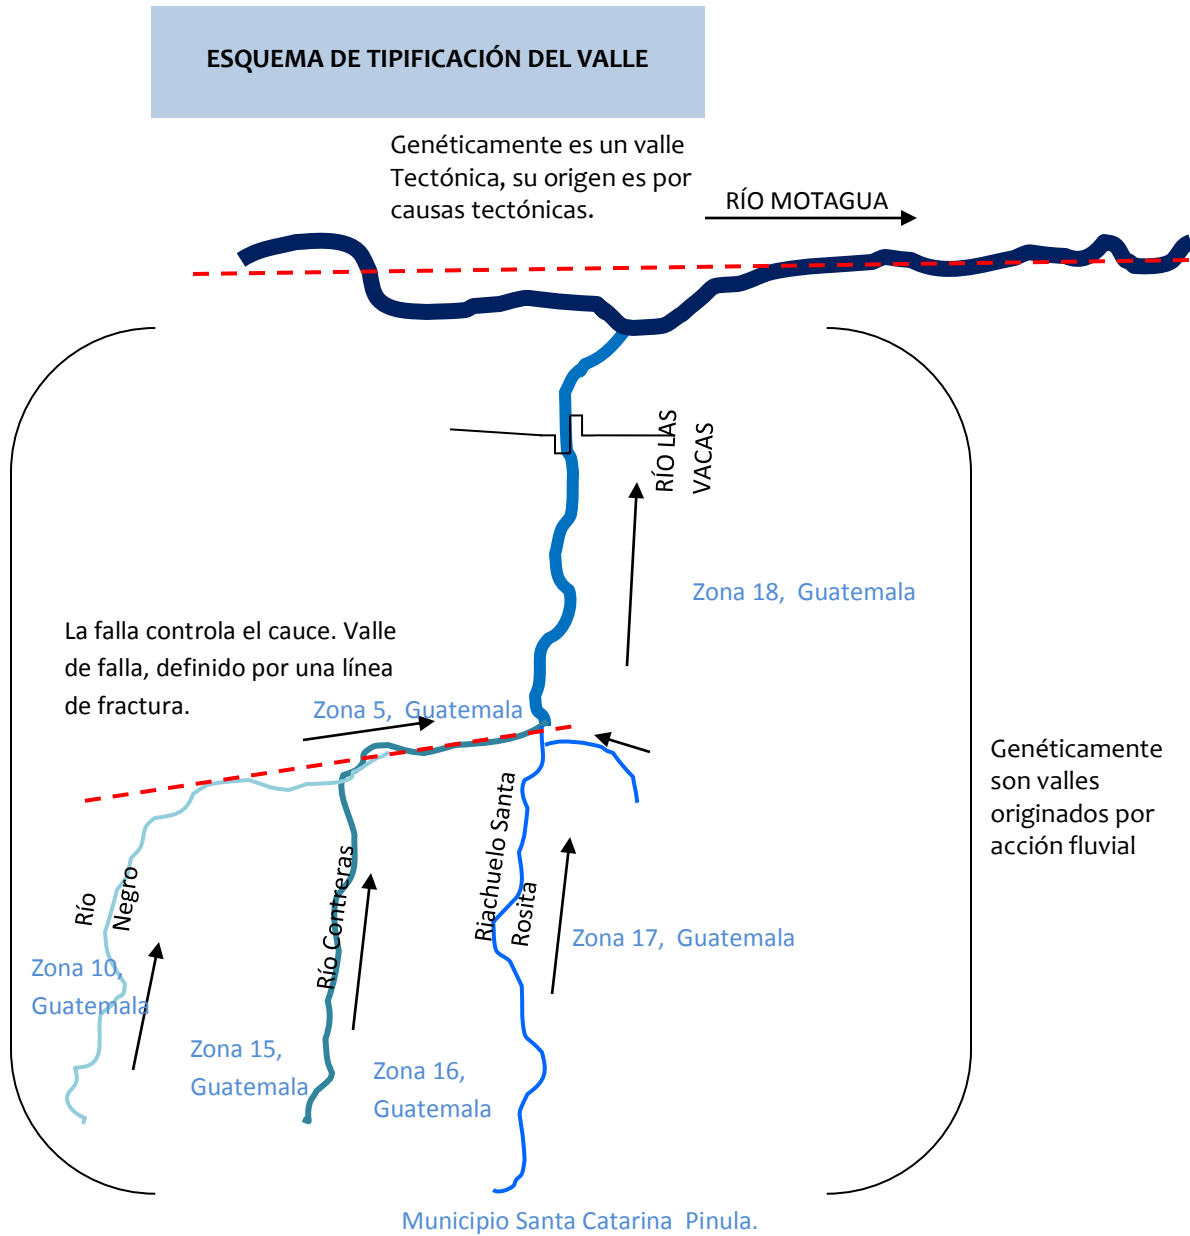 ESQUEMA DE TIPIFICACIÓN DEL VALLE
Genéticamente es un valle
Tectónica, su origen es por
causas tectónicas.
RÍO MOTAGUA
RÍO LAS
VACAS
Zona 18, Guatemala
La falla controla el cauce. Valle
de falla, definido por una línea
de fractura.
Zona 5, Guatemala
Genéticamente
son valles
originados por
acción fluvial
Río
Negro
Río Contreras
Riachuelo Santa
Rosita
Zona 17, Guatemala
Zona 10,
Guatemala
Zona 15,
Guatemala
Zona 16,
Guatemala
Municipio Santa Catarina Pinula.